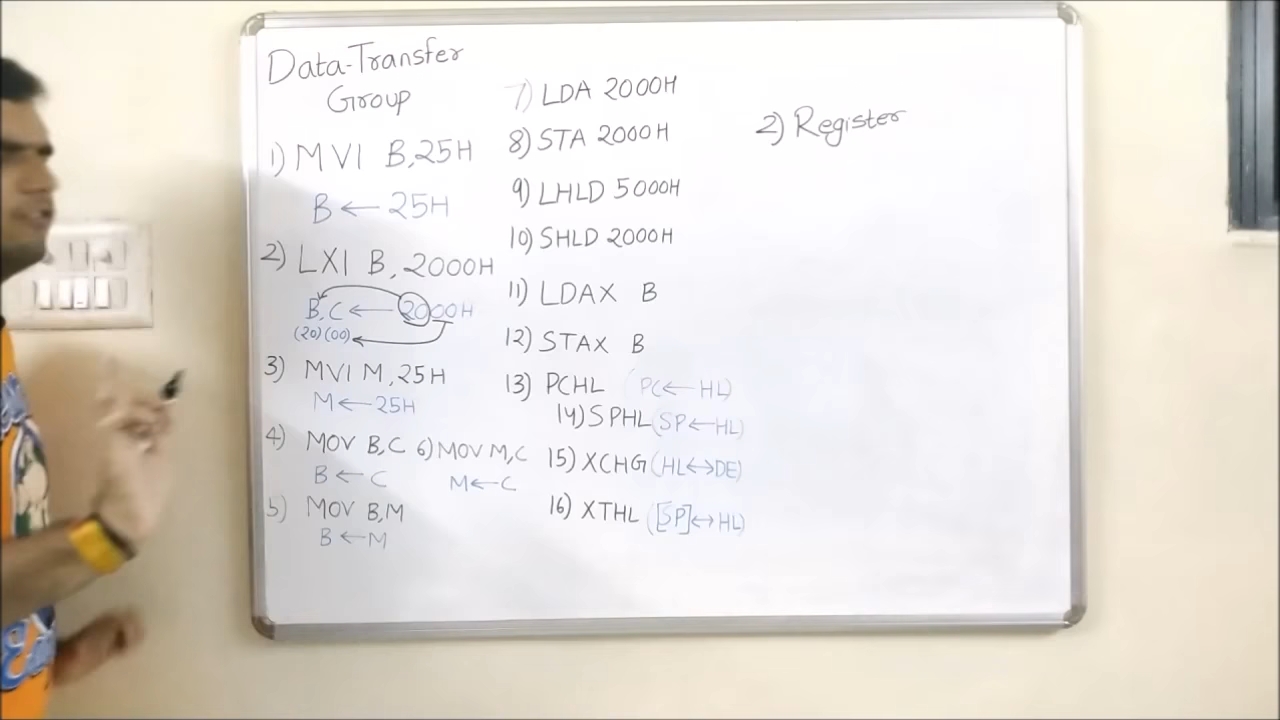 Data-Transfer
Group
1) MVI B,25H
B ← 25H
2) LXI B, 2000H
B,C ← 2000H
(20)(00)
3) MVI M,25H
M ← 25H
4) MOV B,C
B ← C
5) MOV B,M
B ← M
6) MOV M,C
M ← C
7) LDA 2000H
8) STA 2000H
9) LHLD 5000H
10) SHLD 2000H
11) LDAX B
12) STAX B
13) PCHL (PC ← HL)
14) SPHL (SP ← HL)
15) XCHG (HL ↔ DE)
16) XTHL ([SP] ↔ HL)
2) Register